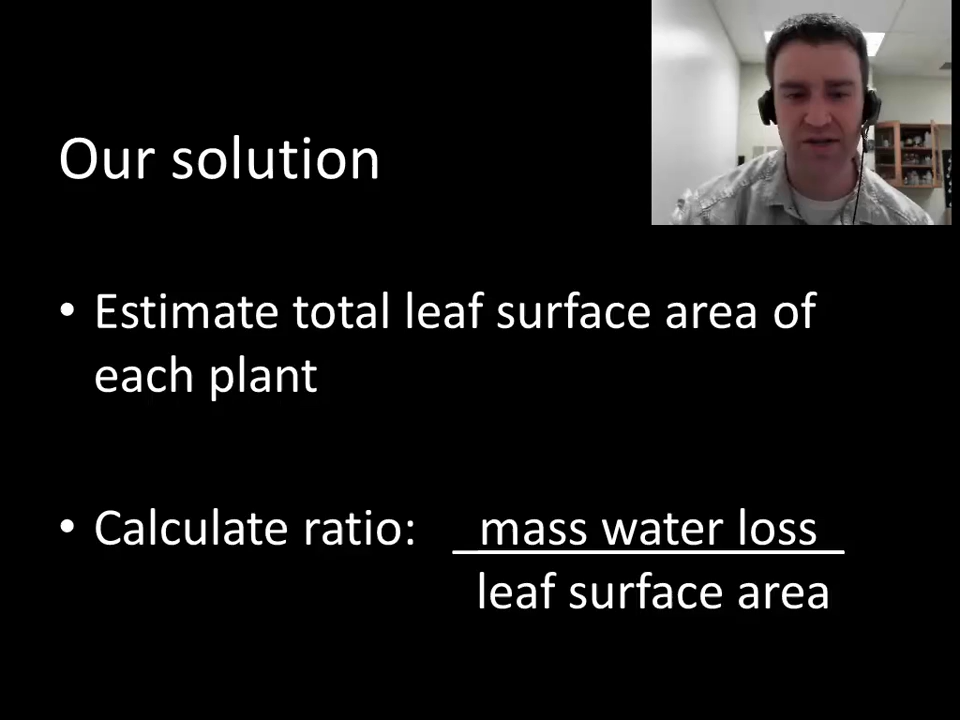 Our solution
• Estimate total leaf surface area of
each plant
• Calculate ratio: mass water loss
leaf surface area